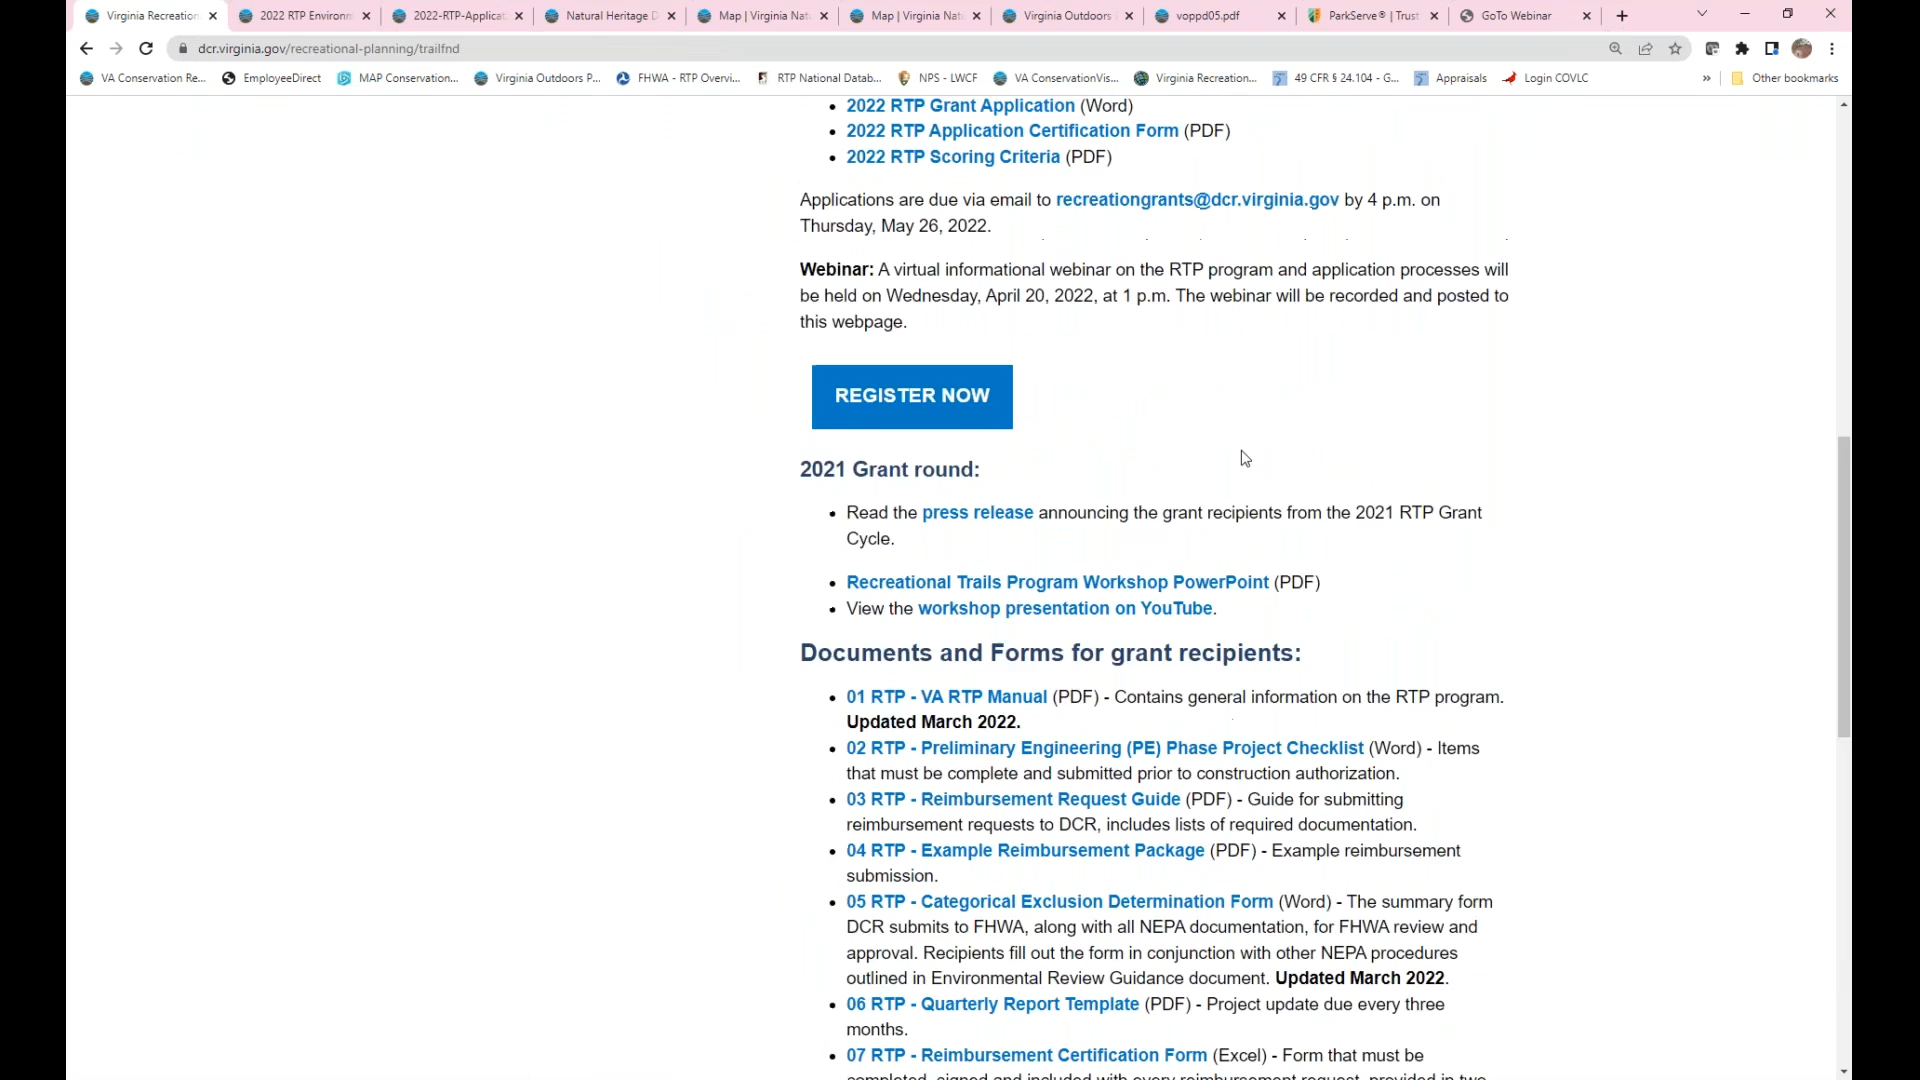 Virginia Recreation
2022 RTP Environm
2022-RTP-Applicat
Natural Heritage D
Map | Virginia Nat
Map | Virginia Nat
Virginia Outdoors
voppd05.pdf
ParkServe® | Trust
GoTo Webinar
dcr.virginia.gov/recreational-planning/trailfnd
VA Conservation Re...
EmployeeDirect
MAP Conservation...
Virginia Outdoors P...
FHWA - RTP Overvi...
RTP National Datab...
NPS - LWCF
VA ConservationVis...
Virginia Recreation...
49 CFR § 24.104 - G...
Appraisals
Login COVLC
»
Other bookmarks
• 2022 RTP Grant Application (Word)
• 2022 RTP Application Certification Form (PDF)
• 2022 RTP Scoring Criteria (PDF)
Applications are due via email to recreationgrants@dcr.virginia.gov by 4 p.m. on
Thursday, May 26, 2022.
Webinar: A virtual informational webinar on the RTP program and application processes will
be held on Wednesday, April 20, 2022, at 1 p.m. The webinar will be recorded and posted to
this webpage.
REGISTER NOW
2021 Grant round:
• Read the press release announcing the grant recipients from the 2021 RTP Grant
Cycle.
• Recreational Trails Program Workshop PowerPoint (PDF)
• View the workshop presentation on YouTube.
Documents and Forms for grant recipients:
• 01 RTP - VA RTP Manual (PDF) - Contains general information on the RTP program.
Updated March 2022.
• 02 RTP - Preliminary Engineering (PE) Phase Project Checklist (Word) - Items
that must be complete and submitted prior to construction authorization.
• 03 RTP - Reimbursement Request Guide (PDF) - Guide for submitting
reimbursement requests to DCR, includes lists of required documentation.
• 04 RTP - Example Reimbursement Package (PDF) - Example reimbursement
submission.
• 05 RTP - Categorical Exclusion Determination Form (Word) - The summary form
DCR submits to FHWA, along with all NEPA documentation, for FHWA review and
approval. Recipients fill out the form in conjunction with other NEPA procedures
outlined in Environmental Review Guidance document. Updated March 2022.
• 06 RTP - Quarterly Report Template (PDF) - Project update due every three
months.
• 07 RTP - Reimbursement Certification Form (Excel) - Form that must be
completed, signed and included with every reimbursement request, provided in two